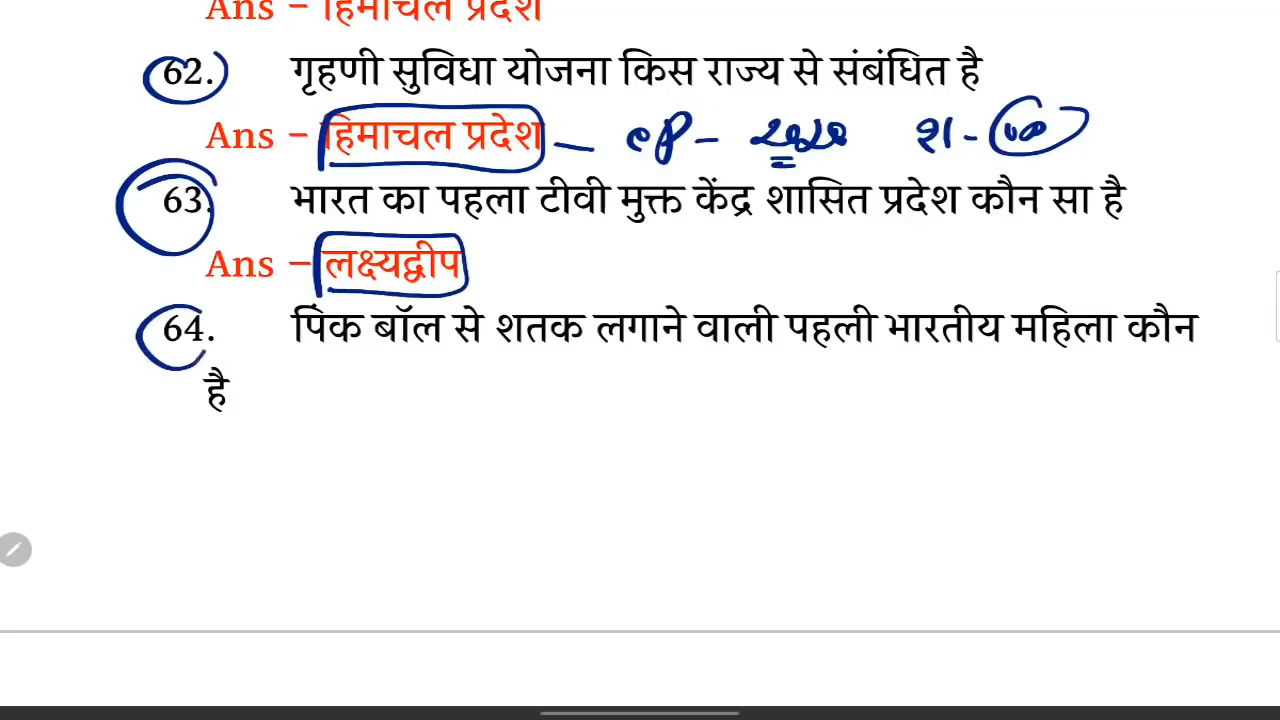 Ans – हिमाचल प्रदेश
62. गृहणी सुविधा योजना किस राज्य से संबंधित है
Ans – हिमाचल प्रदेश
63. भारत का पहला टीवी मुक्त केंद्र शासित प्रदेश कौन सा है
Ans – लक्ष्यद्वीप
64. पिंक बॉल से शतक लगाने वाली पहली भारतीय महिला कौन
है